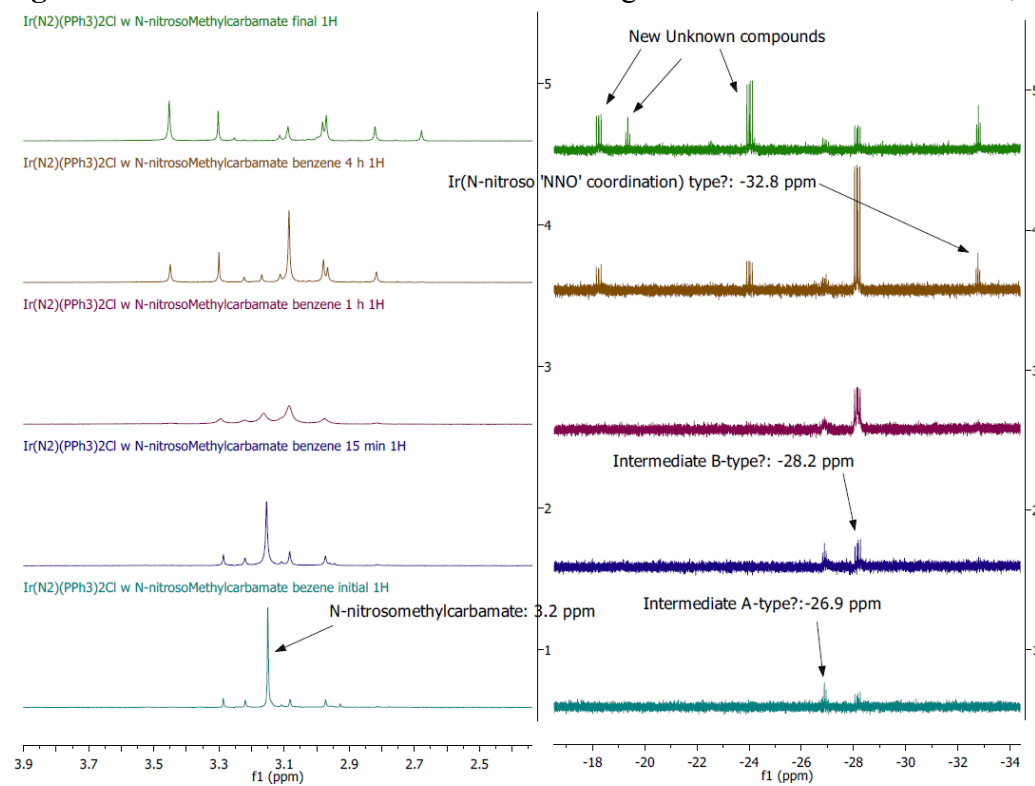 Ir(N2)(PPh3)2Cl w N-nitrosoMethylcarbamate final 1H
New Unknown compounds
5
5
Ir(N2)(PPh3)2Cl w N-nitrosoMethylcarbamate benzene 4 h 1H
Ir(N-nitroso 'NNO' coordination) type?: -32.8 ppm
4
4
Ir(N2)(PPh3)2Cl w N-nitrosoMethylcarbamate benzene 1 h 1H
3
3
Ir(N2)(PPh3)2Cl w N-nitrosoMethylcarbamate benzene 15 min 1H
Intermediate B-type?: -28.2 ppm
2
2
Ir(N2)(PPh3)2Cl w N-nitrosoMethylcarbamate bezene initial 1H
N-nitrosomethylcarbamate: 3.2 ppm
Intermediate A-type?:-26.9 ppm
1
3.9 3.7 3.5 3.3 3.1 2.9 2.7 2.5
f1 (ppm)
-18 -20 -22 -24 -26 -28 -30 -32 -34
f1 (ppm)